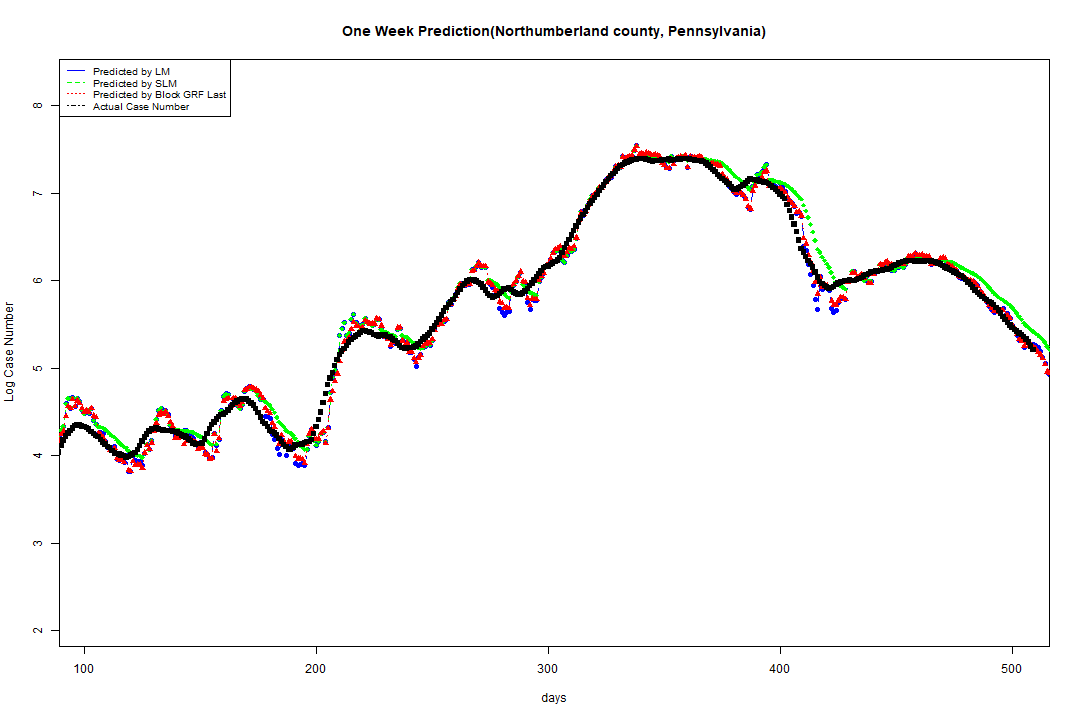 One Week Prediction(Northumberland county, Pennsylvania)
Predicted by LM
Predicted by SLM
Predicted by Block GRF Last
Actual Case Number
8
7
6
5
4
3
2
Log Case Number
100 200 300 400 500
days